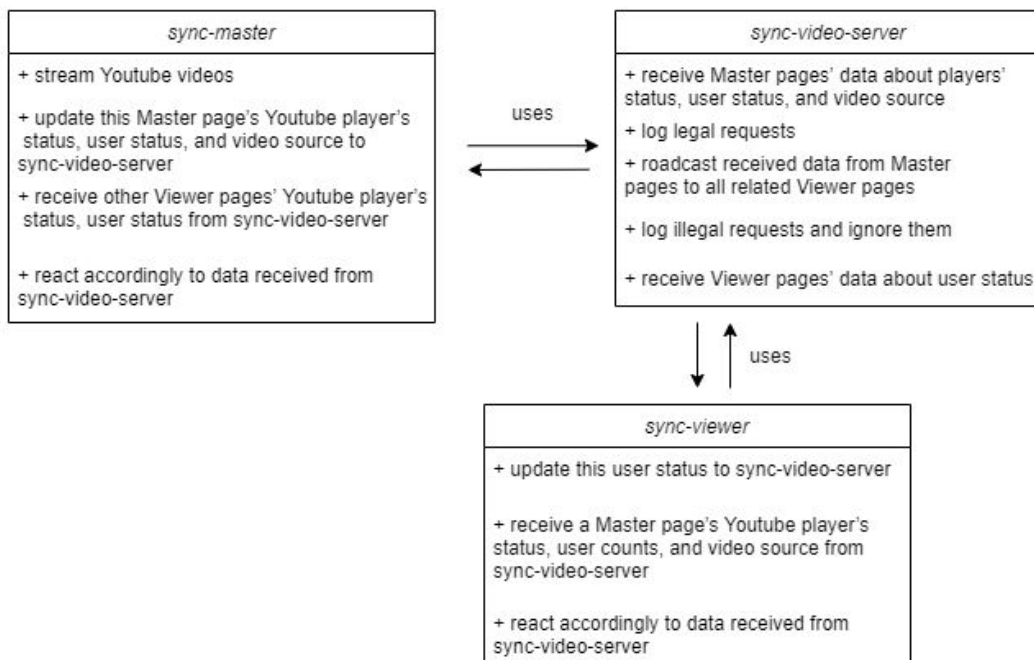 sync-master
+ stream Youtube videos
+ update this Master page's Youtube player's
status, user status, and video source to
sync-video-server
+ receive other Viewer pages' Youtube player's
status, user status from sync-video-server
+ react accordingly to data received from
sync-video-server
uses
sync-video-server
+ receive Master pages' data about players'
status, user status, and video source
+ log legal requests
+ roadcast received data from Master
pages to all related Viewer pages
+ log illegal requests and ignore them
+ receive Viewer pages' data about user status
uses
sync-viewer
+ update this user status to sync-video-server
+ receive a Master page's Youtube player's
status, user counts, and video source from
sync-video-server
+ react accordingly to data received from
sync-video-server